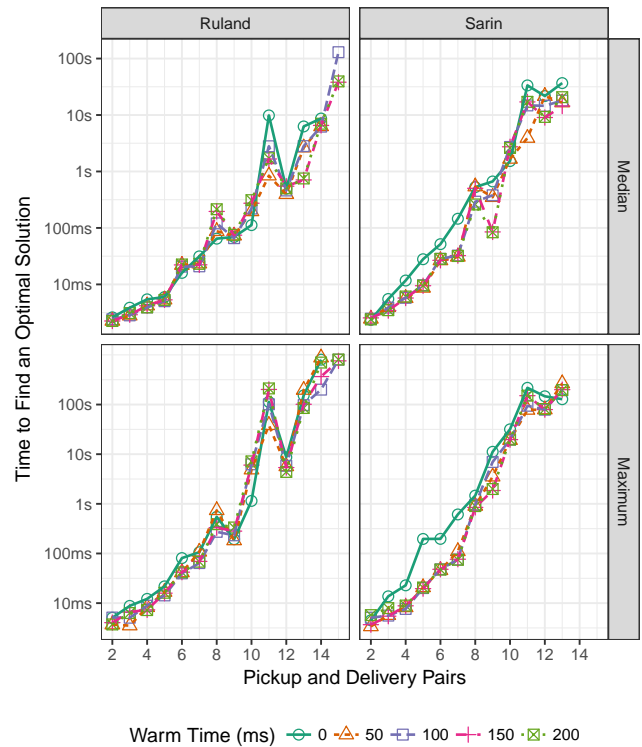 Ruland Sarin
100s
10s
1s
100ms
10ms
Median
100s
10s
1s
100ms
10ms
Maximum
Time to Find an Optimal Solution
2 4 6 8 10 12 14 2 4 6 8 10 12 14
Pickup and Delivery Pairs
Warm Time (ms) 0 50 100 150 200